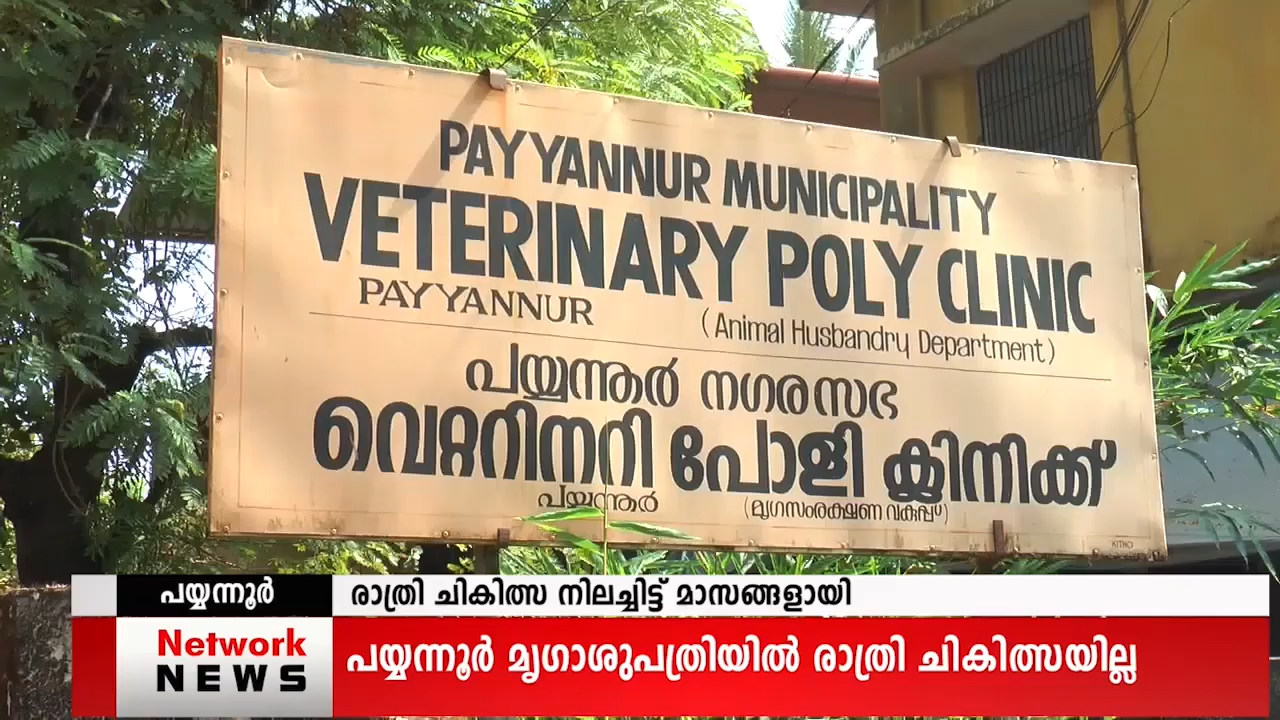 PAYYANNUR MUNICIPALITY
VETERINARY POLY CLINIC
PAYYANNUR
(Animal Husbandry Department)
പയ്യന്നൂർ നഗരസഭ
വെറ്ററിനറി പോളി ക്ലിനിക്ക്
പയ്യന്നൂർ
(മൃഗസംരക്ഷണ വകുപ്പ്)
KITHO
പയ്യന്നൂർ
രാത്രി ചികിത്സ നിലച്ചിട്ട് മാസങ്ങളായി
Network
NEWS
പയ്യന്നൂർ മൃഗാശുപത്രിയിൽ രാത്രി ചികിത്സയില്ല